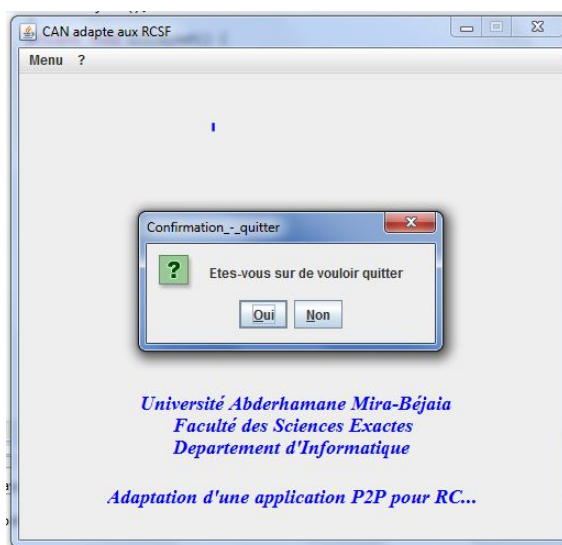 CAN adapte aux RCSF
Menu ?
Confirmation_-_quitter
?
Etes-vous sur de vouloir quitter
Oui Non
Université Abderhamane Mira-Béjaia
Faculté des Sciences Exactes
Departement d'Informatique
Adaptation d'une application P2P pour RC...